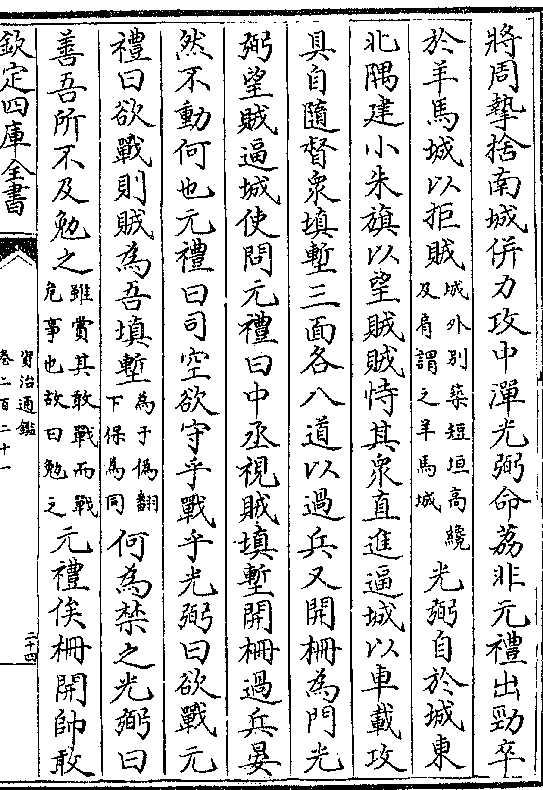 將周摯捨南城併力攻中潬光弼命荔非元禮出勁卒
於羊馬城以拒賊城外別築短垣高纔及肩謂之羊馬城光弼自於城東
北隅建小朱旗以望賊賊恃其衆直進逼城以車載攻
具自隨督衆填塹三面各八道以過兵又開柵為門光
弼望賊逼城使問元禮曰中丞視賊填塹開柵過兵晏
然不動何也元禮曰司空欲守乎戰乎光弼曰欲戰元
禮曰欲戰則賊為吾填塹為于偽翻下保為同何為禁之光弼曰
善吾所不及勉之雖賞其敢戰而戰危事也故曰勉之元禮俟柵開帥敢
欽定四庫全書
資治通鑑
卷二百二十一
二十四